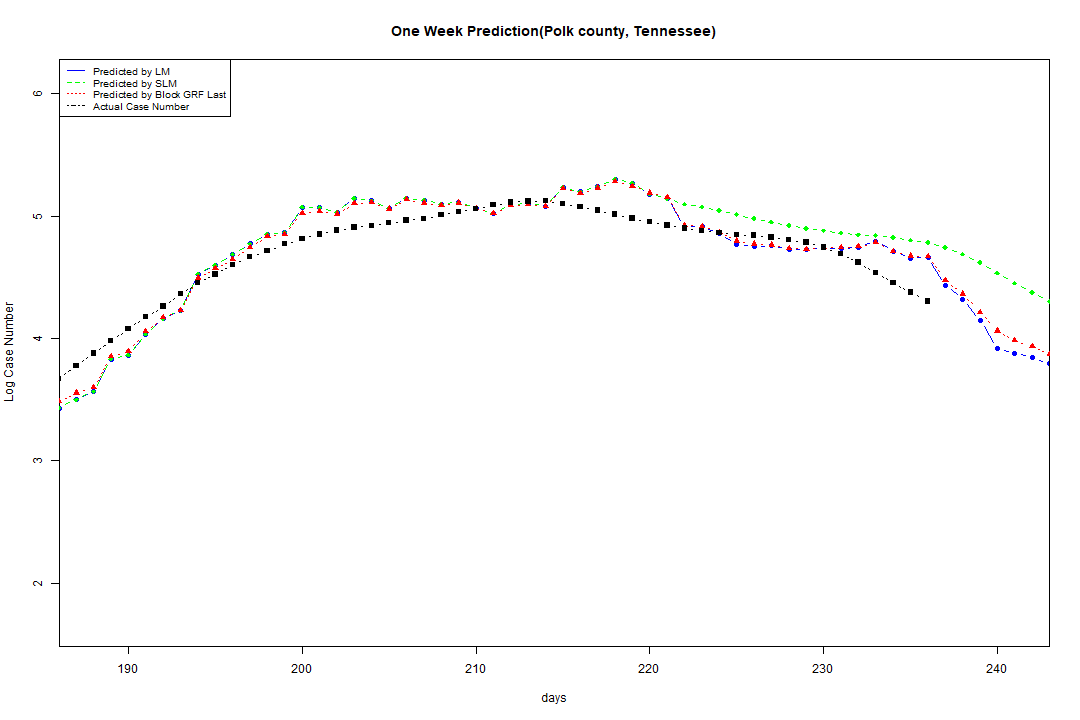 One Week Prediction(Polk county, Tennessee)
Predicted by LM
Predicted by SLM
Predicted by Block GRF Last
Actual Case Number
6
5
4
3
2
Log Case Number
190 200 210 220 230 240
days